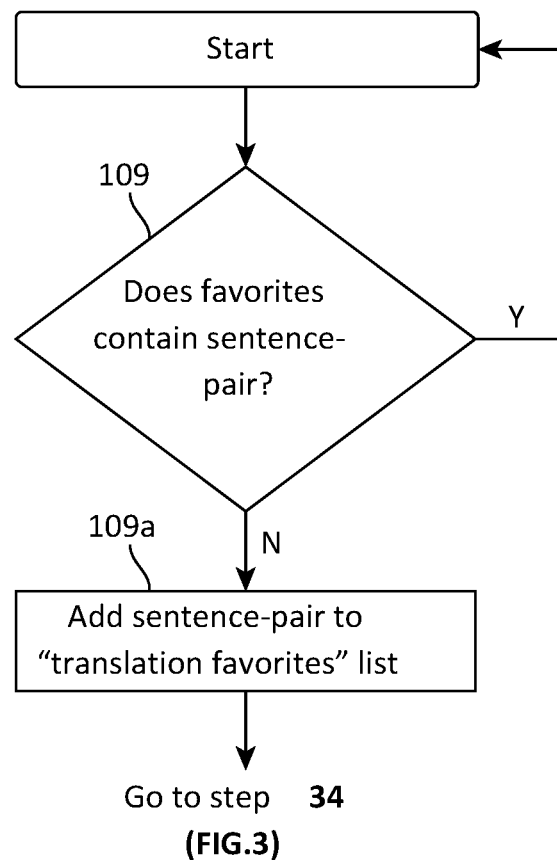 Start
109
Does favorites
contain sentence-
pair?
Y
109a
N
Add sentence-pair to
“translation favorites” list
Go to step 34
(FIG.3)